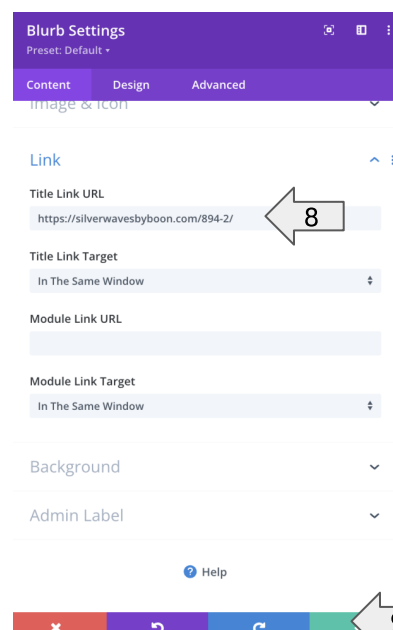 Blurb Settings
Preset: Default
Content Design Advanced
Image & Icon
Link
Title Link URL
https://silverwavesbyboon.com/894-2/
8
Title Link Target
In The Same Window
Module Link URL
Module Link Target
In The Same Window
Background
Admin Label
? Help